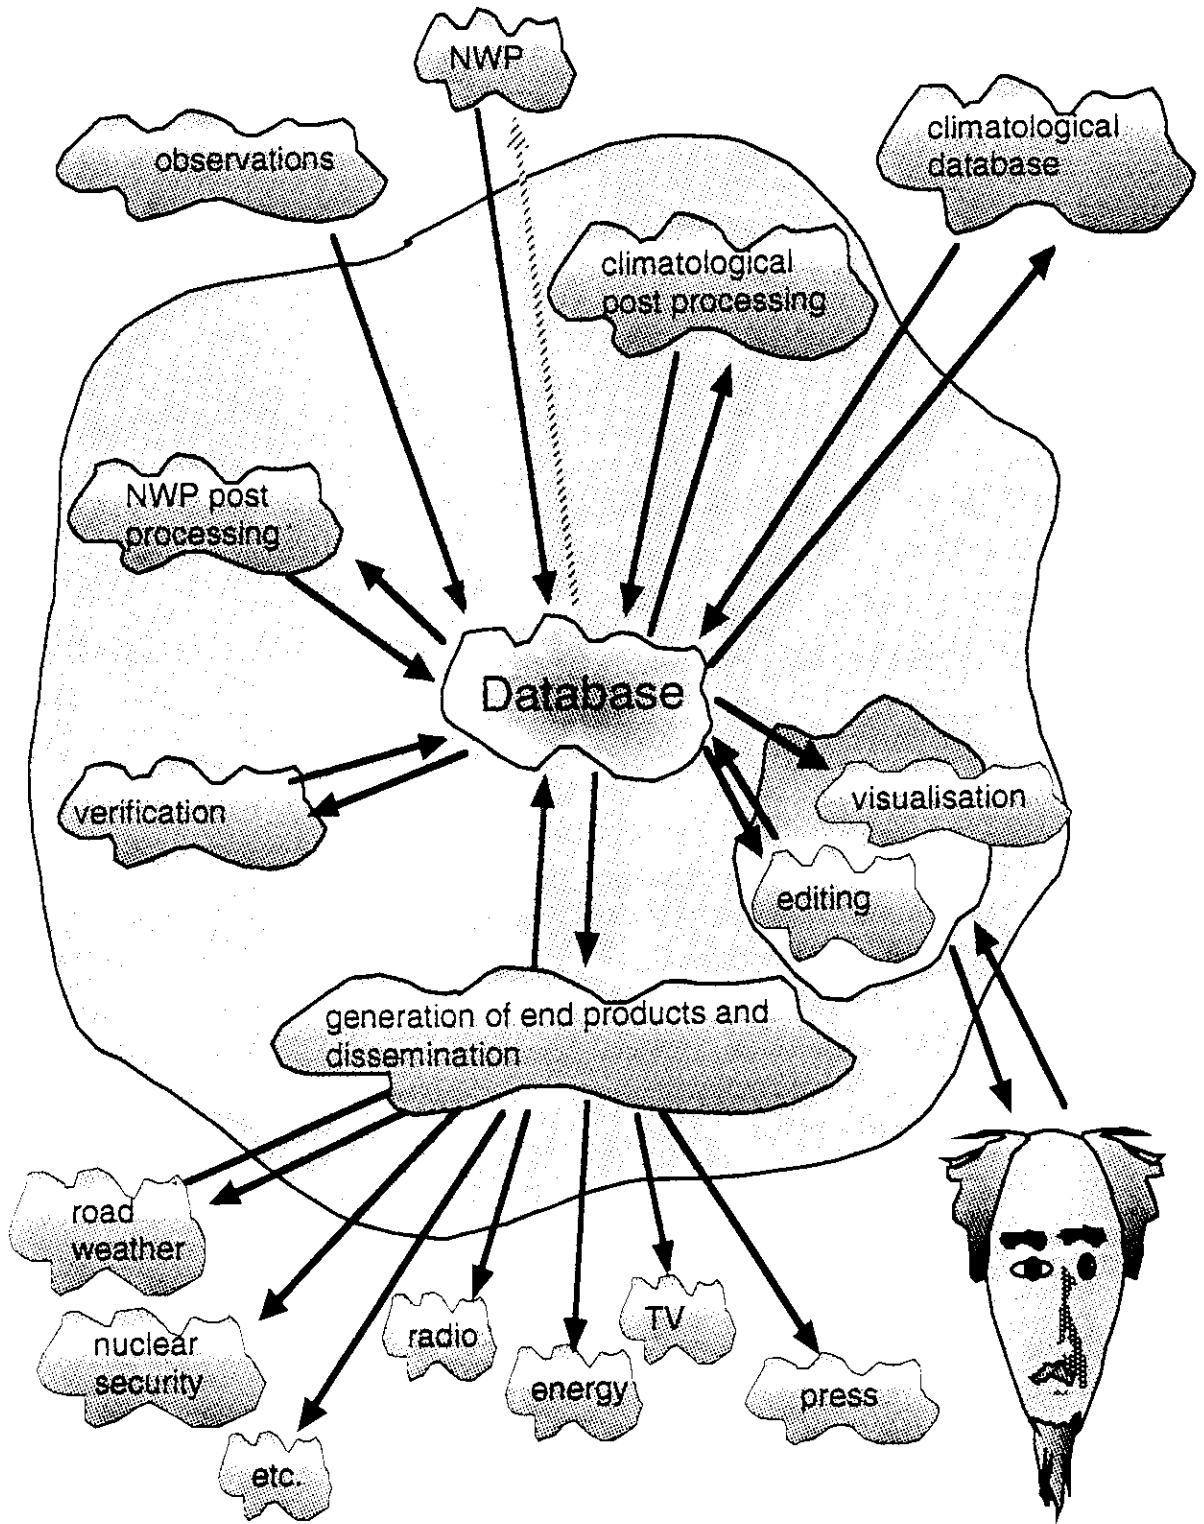 NWP
observations
climatological
database
climatological
post processing
NWP post
processing
Database
verification
visualisation
editing
generation of end products and
dissemination
road
weather
nuclear
security
etc.
radio
energy
TV
press